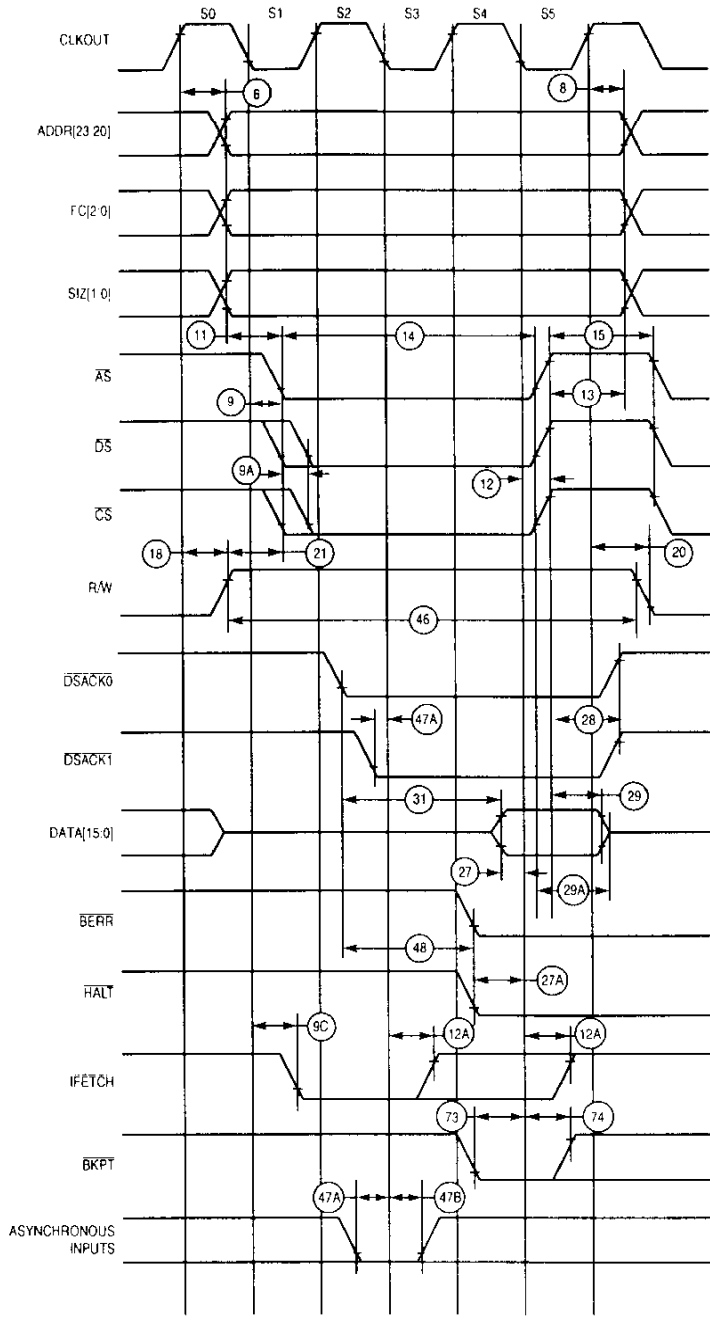 S0 S1 S2 S3 S4 S5
CLKOUT
6 8
ADDR[23:20]
FC[2:0]
SIZ[1:0]
11 14 15
AS
9 13
DS
9A 12
CS
18 21 20
R/W
46
DSACK0
47A 28
DSACK1
31 29
DATA[15:0]
27 29A
BERR
48
27A
HALT
9C 12A 12A
IFETCH
73 74
BKPT
47A 47B
ASYNCHRONOUS
INPUTS